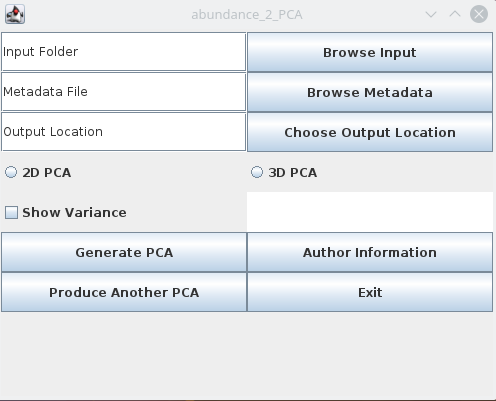 abundance_2_PCA
Input Folder Browse Input
Metadata File Browse Metadata
Output Location Choose Output Location
2D PCA 3D PCA
Show Variance
Generate PCA Author Information
Produce Another PCA Exit